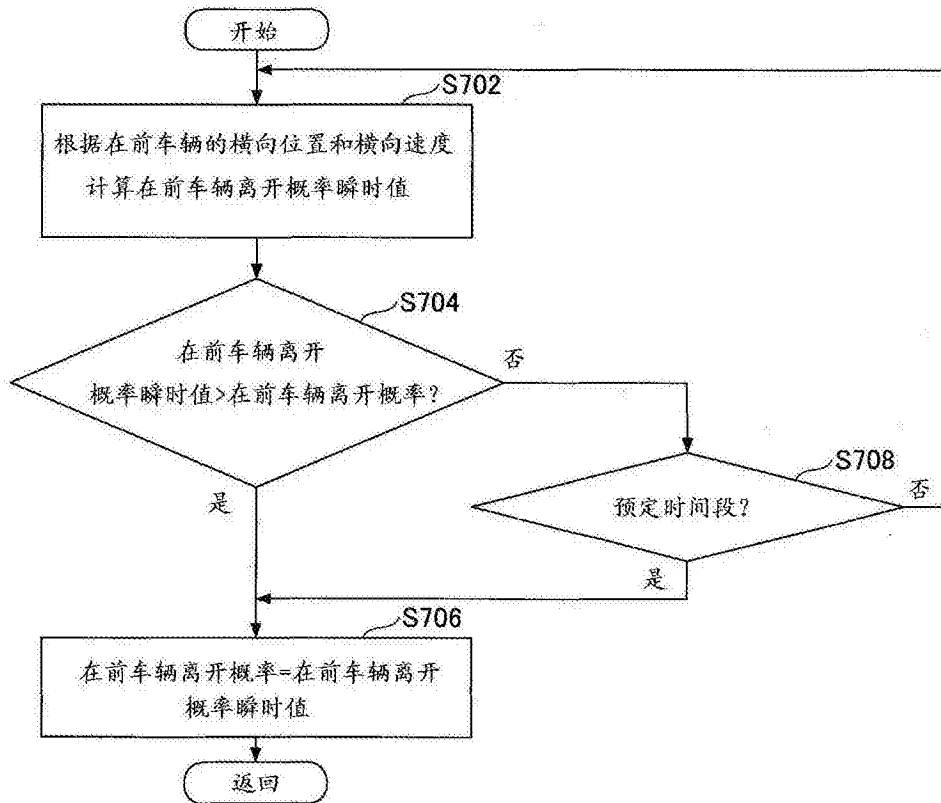 开始
S702
根据在前车辆的横向位置和横向速度
计算在前车辆离开概率瞬时值
S704
在前车辆离开
概率瞬时值>在前车辆离开概率?
否
是
S708
预定时间段?
否
是
S706
在前车辆离开概率=在前车辆离开
概率瞬时值
返回